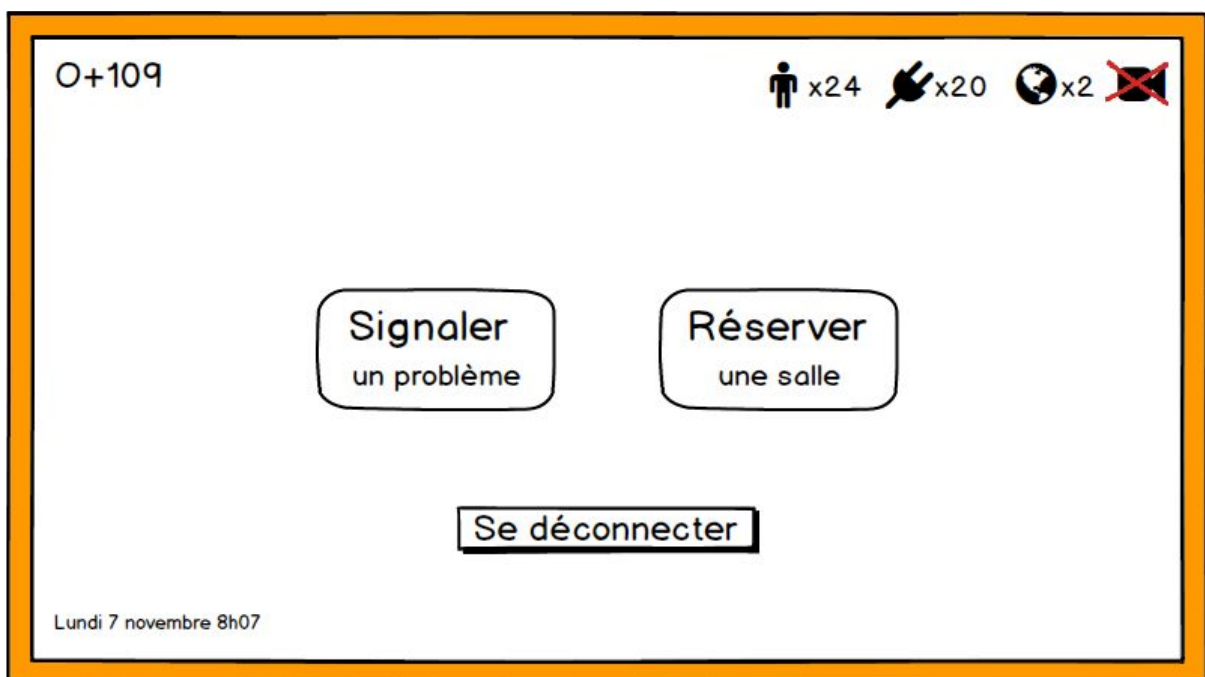 O+109
x24 x20 x2
Signaler
un problème
Réserver
une salle
Se déconnecter
Lundi 7 novembre 8h07